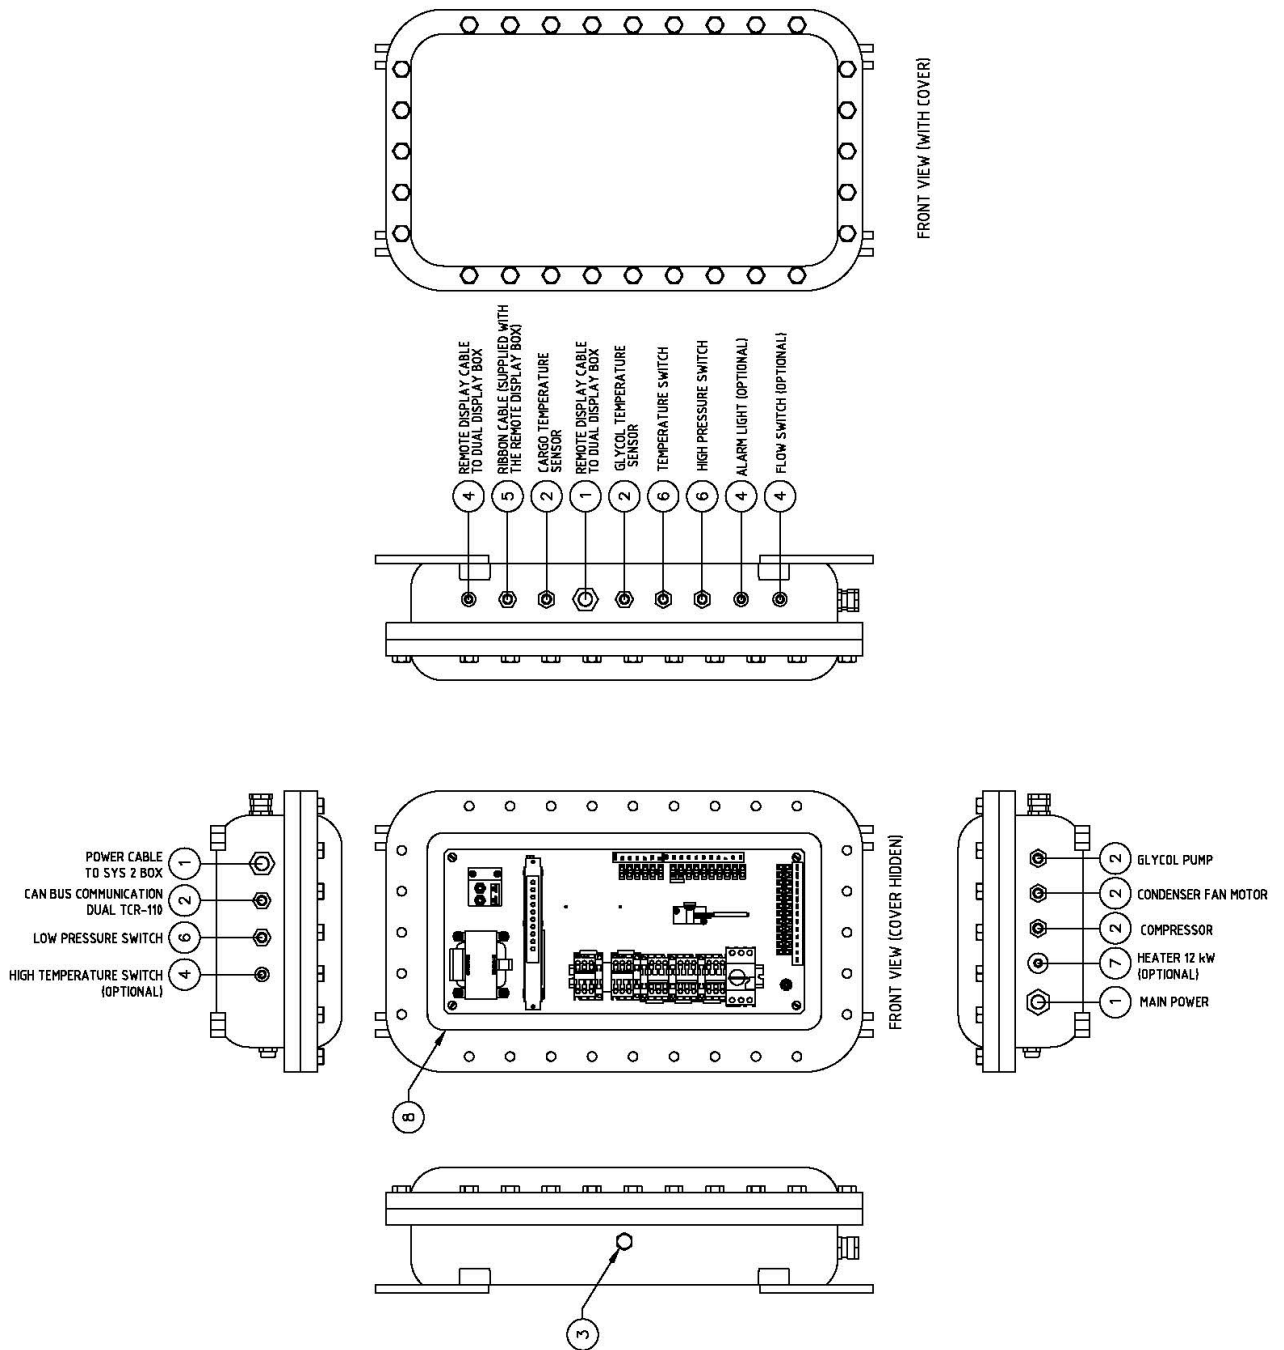 FRONT VIEW (WITH COVER)
4 REMOTE DISPLAY CABLE
TO DUAL DISPLAY BOX
5 RIBBON CABLE (SUPPLIED WITH
THE REMOTE DISPLAY BOX)
2 CARGO TEMPERATURE
SENSOR
1 REMOTE DISPLAY CABLE
TO DUAL DISPLAY BOX
2 GLYCOL TEMPERATURE
SENSOR
6 TEMPERATURE SWITCH
6 HIGH PRESSURE SWITCH
4 ALARM LIGHT (OPTIONAL)
4 FLOW SWITCH (OPTIONAL)
POWER CABLE
TO SYS 2 BOX 1
CAN BUS COMMUNICATION
DUAL TCR-110 2
LOW PRESSURE SWITCH 6
HIGH TEMPERATURE SWITCH
(OPTIONAL) 4
FRONT VIEW (COVER HIDDEN)
8
2 GLYCOL PUMP
2 CONDENSER FAN MOTOR
2 COMPRESSOR
7 HEATER 12 kW
(OPTIONAL)
1 MAIN POWER
3